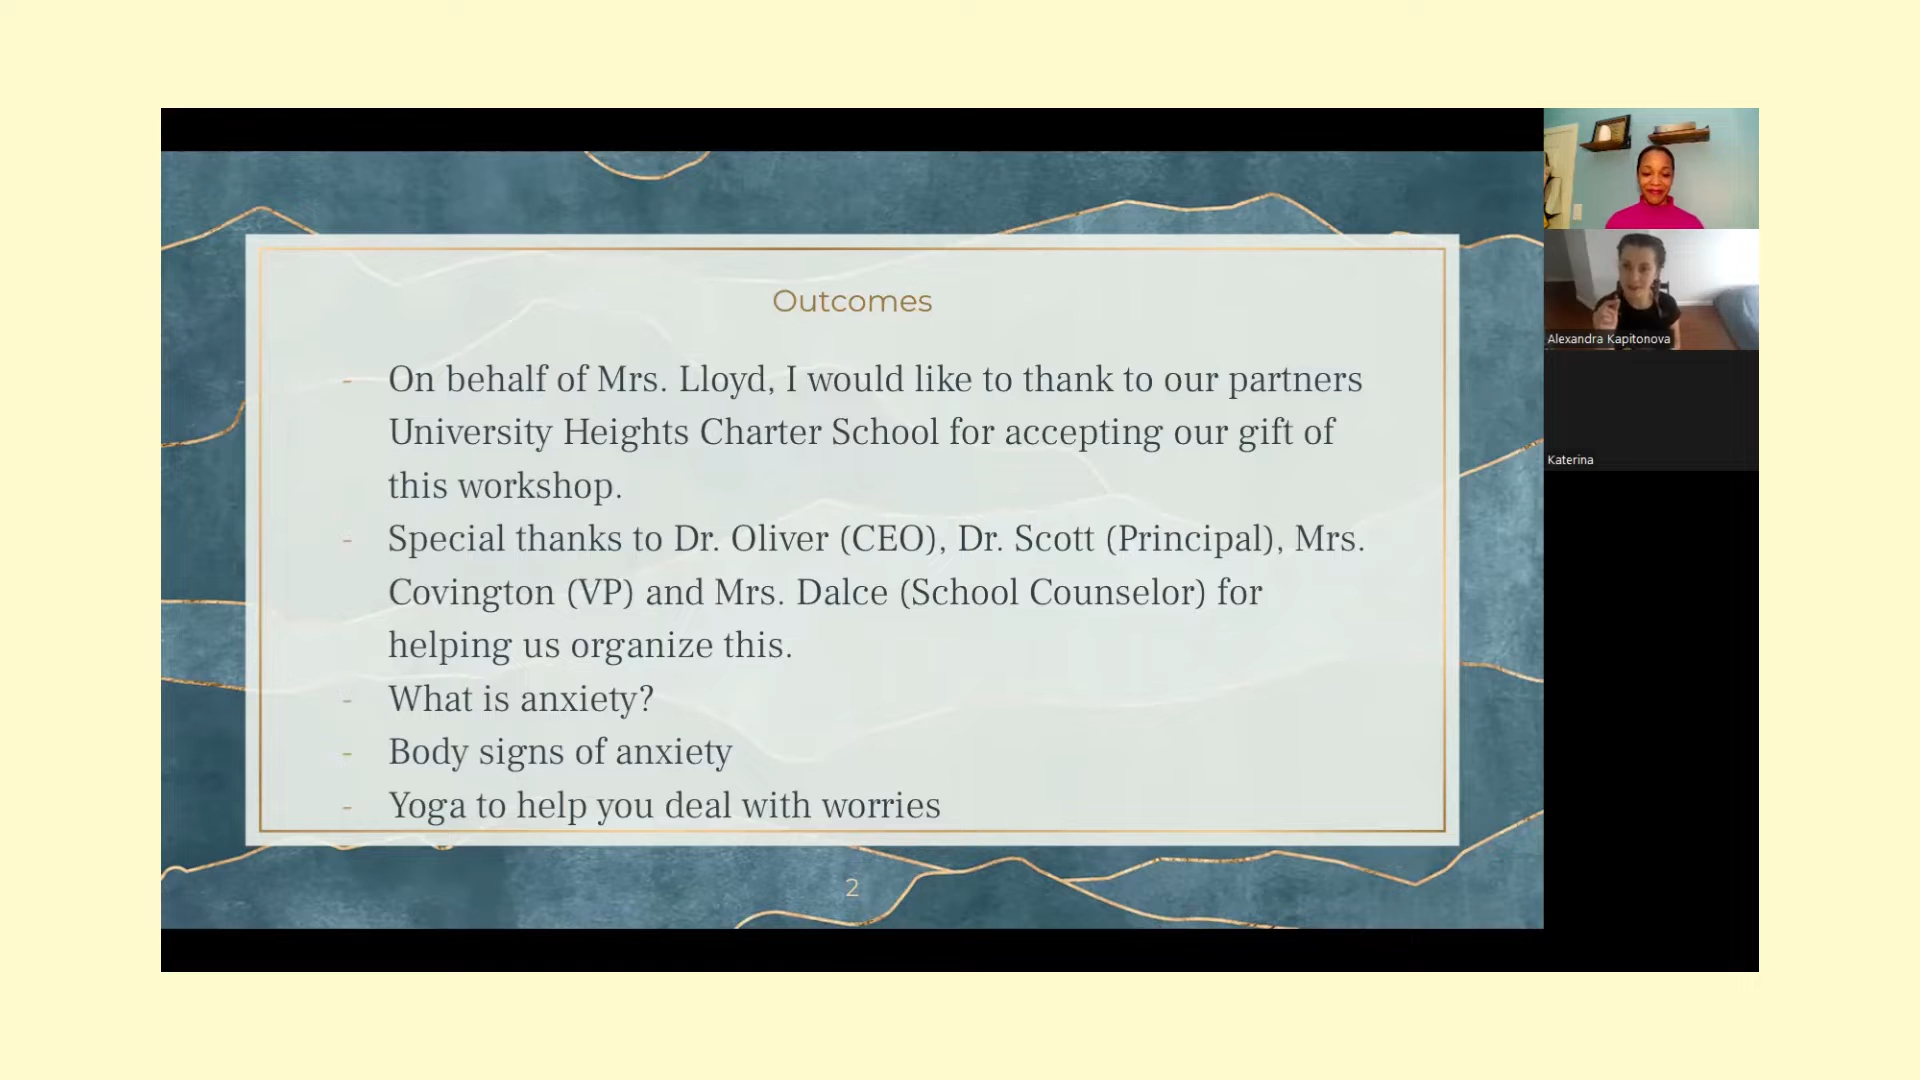 Outcomes
- On behalf of Mrs. Lloyd, I would like to thank to our partners
University Heights Charter School for accepting our gift of
this workshop.
- Special thanks to Dr. Oliver (CEO), Dr. Scott (Principal), Mrs.
Covington (VP) and Mrs. Dalce (School Counselor) for
helping us organize this.
- What is anxiety?
- Body signs of anxiety
- Yoga to help you deal with worries
2
Alexandra Kapitonova
Katerina